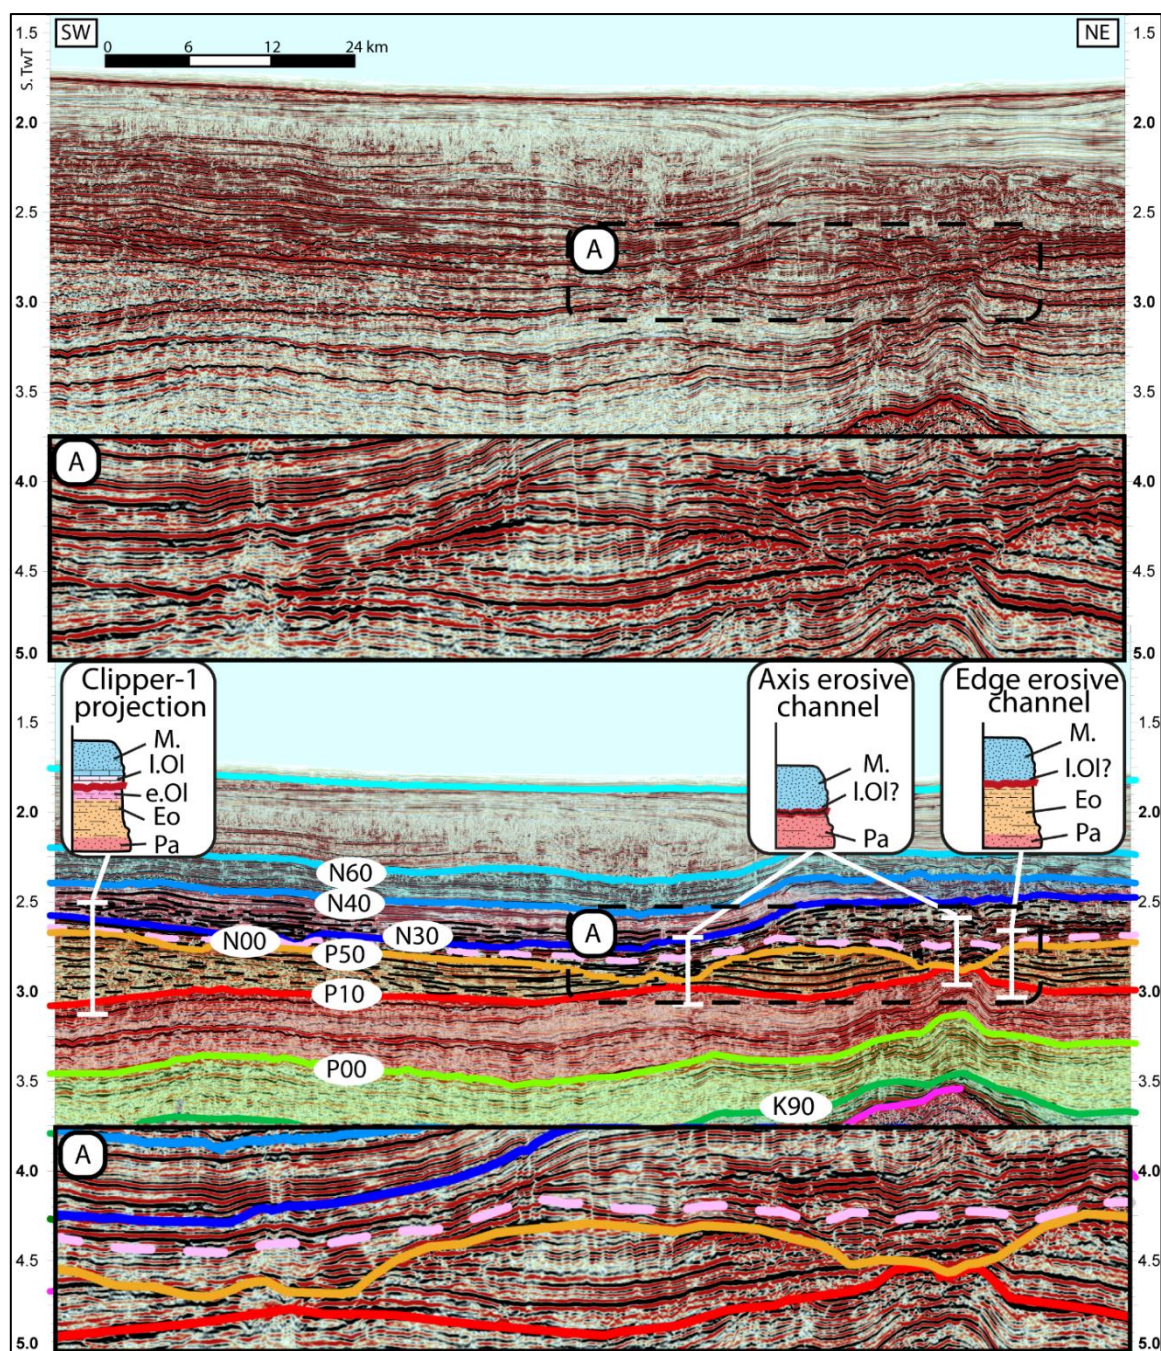 SW
NE
0 6 12 24 km
S.TwT
1.5 1.5
2.0 2.0
2.5 2.5
A
3.0 3.0
3.5 3.5
A
4.0 4.0
4.5 4.5
5.0 5.0
Clipper-1
projection
M.
l.Ol
e.Ol
Eo
Pa
Axis erosive
channel
M.
l.Ol?
Pa
Edge erosive
channel
M.
l.Ol?
Eo
Pa
1.5 1.5
2.0 2.0
N60
N40
2.5 2.5
N00
N30
A
P50
P10
3.0 3.0
P00
3.5 3.5
K90
A
4.0 4.0
4.5 4.5
5.0 5.0